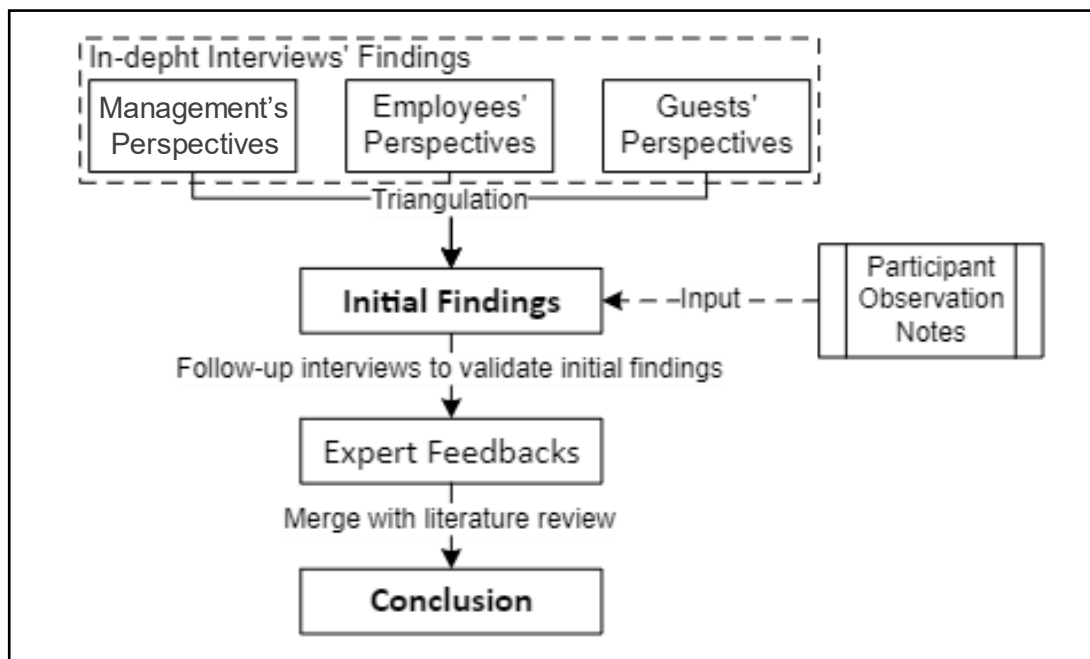 In-depht Interviews' Findings
Management's
Perspectives
Employees'
Perspectives
Guests'
Perspectives
Triangulation
Initial Findings
Input
Participant
Observation
Notes
Follow-up interviews to validate initial findings
Expert Feedbacks
Merge with literature review
Conclusion